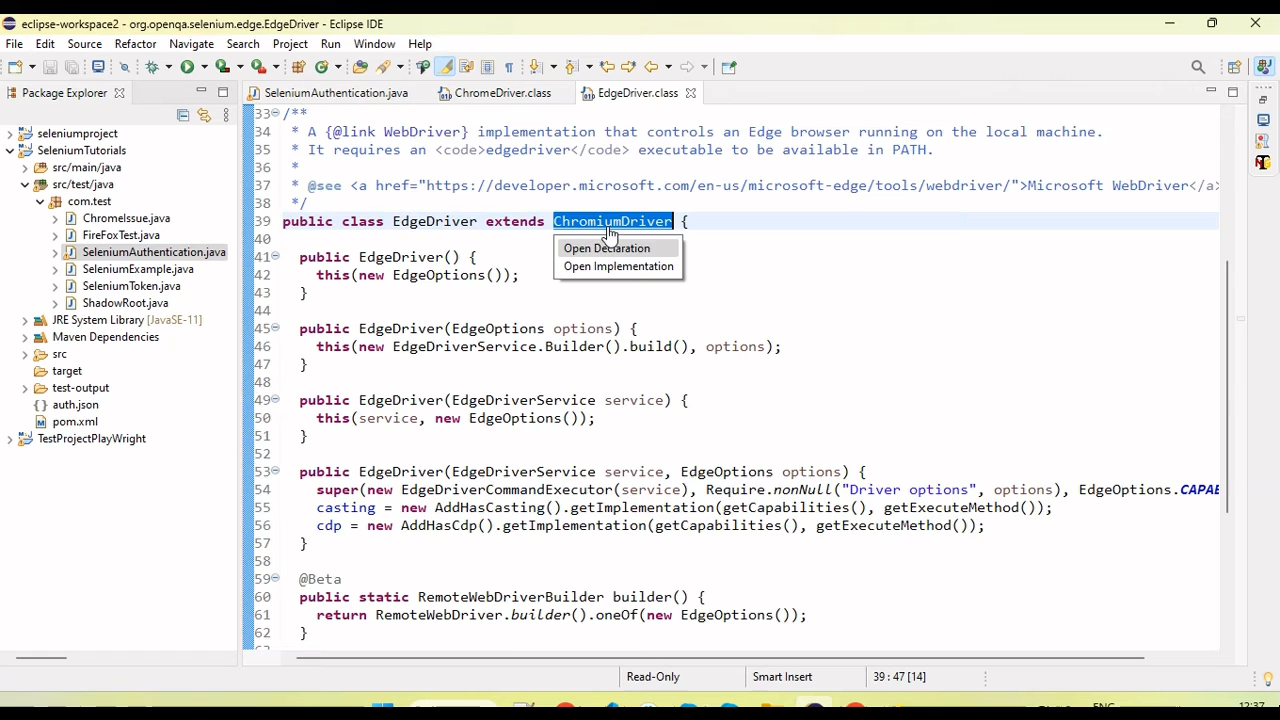 eclipse-workspace2 - org.openqa.selenium.edge.EdgeDriver - Eclipse IDE
File Edit Source Refactor Navigate Search Project Run Window Help
Package Explorer
SeleniumAuthentication.java ChromeDriver.class EdgeDriver.class
seleniumproject
SeleniumTutorials
src/main/java
src/test/java
com.test
ChromeIssue.java
FireFoxTest.java
SeleniumAuthentication.java
SeleniumExample.java
SeleniumToken.java
ShadowRoot.java
JRE System Library [JavaSE-11]
Maven Dependencies
src
target
test-output
auth.json
pom.xml
TestProjectPlayWright
33 /**
34 * A {@link WebDriver} implementation that controls an Edge browser running on the local machine.
35 * It requires an <code>edgedriver</code> executable to be available in PATH.
36 *
37 * @see <a href="https://developer.microsoft.com/en-us/microsoft-edge/tools/webdriver/">Microsoft WebDriver</a>
38 */
39 public class EdgeDriver extends ChromiumDriver {
40
Open Declaration
Open Implementation
41 public EdgeDriver() {
42 this(new EdgeOptions());
43 }
44
45 public EdgeDriver(EdgeOptions options) {
46 this(new EdgeDriverService.Builder().build(), options);
47 }
48
49 public EdgeDriver(EdgeDriverService service) {
50 this(service, new EdgeOptions());
51 }
52
53 public EdgeDriver(EdgeDriverService service, EdgeOptions options) {
54 super(new EdgeDriverCommandExecutor(service), Require.nonNull("Driver options", options), EdgeOptions.CAPAB
55 casting = new AddHasCasting().getImplementation(getCapabilities(), getExecuteMethod());
56 cdp = new AddHasCdp().getImplementation(getCapabilities(), getExecuteMethod());
57 }
58
59 @Beta
60 public static RemoteWebDriverBuilder builder() {
61 return RemoteWebDriver.builder().oneOf(new EdgeOptions());
62 }
Read-Only Smart Insert 39 : 47 [14]
ENG 12:37